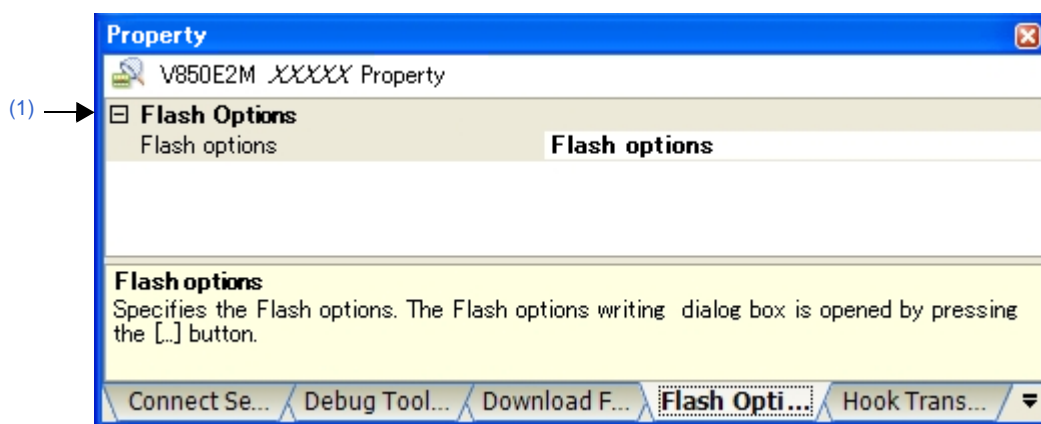 Property
V850E2M XXXXX Property
(1)
Flash Options
Flash options Flash options
Flash options
Specifies the Flash options. The Flash options writing dialog box is opened by pressing
the [...] button.
Connect Se... Debug Tool... Download F... Flash Opti... Hook Trans...